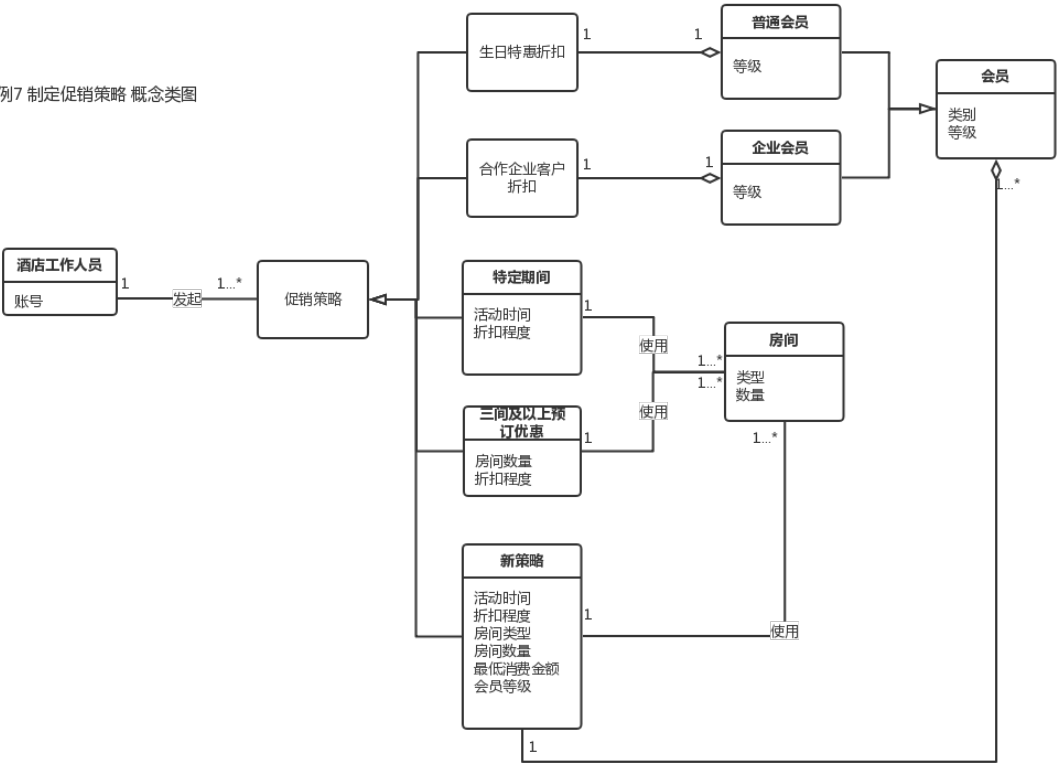 例7 制定促销策略 概念类图
生日特惠折扣
1
1
普通会员
等级
会员
类别
等级
合作企业客户
折扣
1
1
企业会员
等级
1...*
酒店工作人员
账号
1
发起
1...*
促销策略
特定期间
活动时间
折扣程度
1
使用
1...*
1...*
使用
房间
类型
数量
1...*
三间及以上预
订优惠
房间数量
折扣程度
1
新策略
活动时间
折扣程度
房间类型
房间数量
最低消费金额
会员等级
1
使用
1